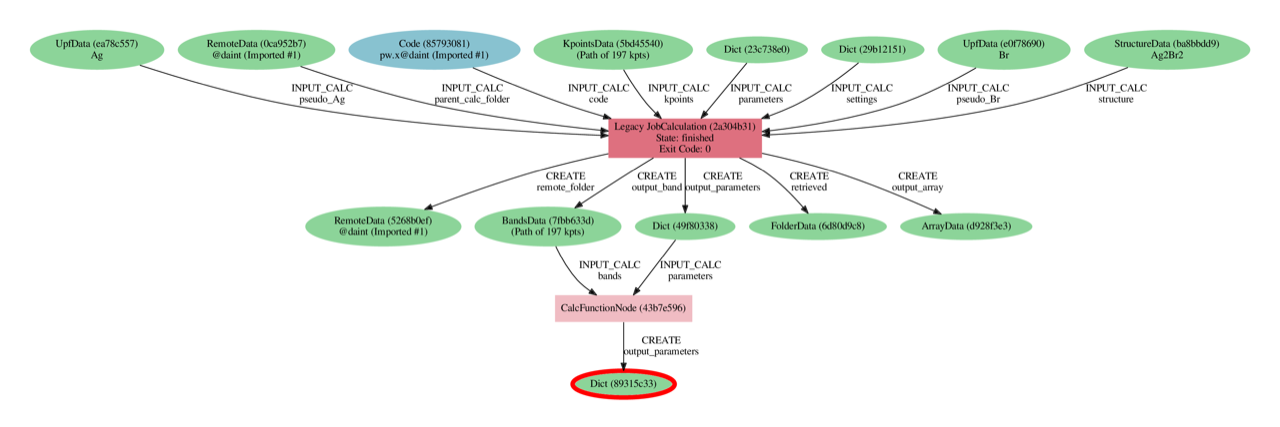 UpfData (ea78c557)
Ag
RemoteData (0ca952b7)
@daint (Imported #1)
Code (85793081)
pw.x@daint (Imported #1)
KpointsData (5bd45540)
(Path of 197 kpts)
Dict (23c738e0)
Dict (29b12151)
UpfData (e0f78690)
Br
StructureData (ba8bbdd9)
Ag2Br2
INPUT_CALC
pseudo_Ag
INPUT_CALC
parent_calc_folder
INPUT_CALC
code
INPUT_CALC
kpoints
INPUT_CALC
parameters
INPUT_CALC
settings
INPUT_CALC
pseudo_Br
INPUT_CALC
structure
Legacy JobCalculation (2a304b31)
State: finished
Exit Code: 0
CREATE
remote_folder
CREATE
output_band
CREATE
output_parameters
CREATE
retrieved
CREATE
output_array
RemoteData (5268b0ef)
@daint (Imported #1)
BandsData (7fbb633d)
(Path of 197 kpts)
Dict (49f80338)
FolderData (6d80d9c8)
ArrayData (d928f3e3)
INPUT_CALC
bands
INPUT_CALC
parameters
CalcFunctionNode (43b7e596)
CREATE
output_parameters
Dict (89315c33)